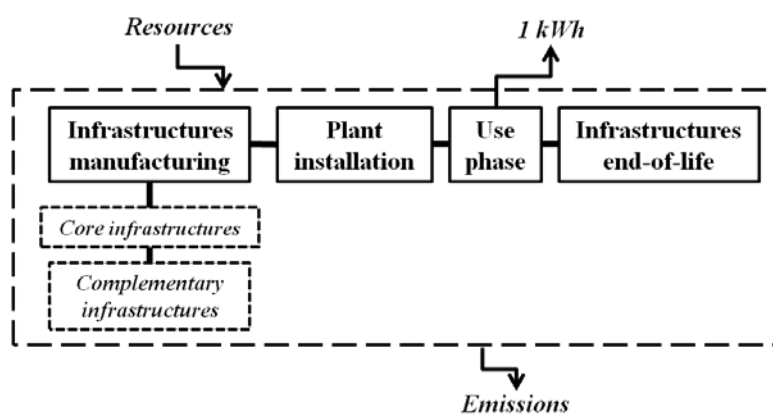 Resources
1 kWh
Infrastructures
manufacturing
Plant
installation
Use
phase
Infrastructures
end-of-life
Core infrastructures
Complementary
infrastructures
Emissions